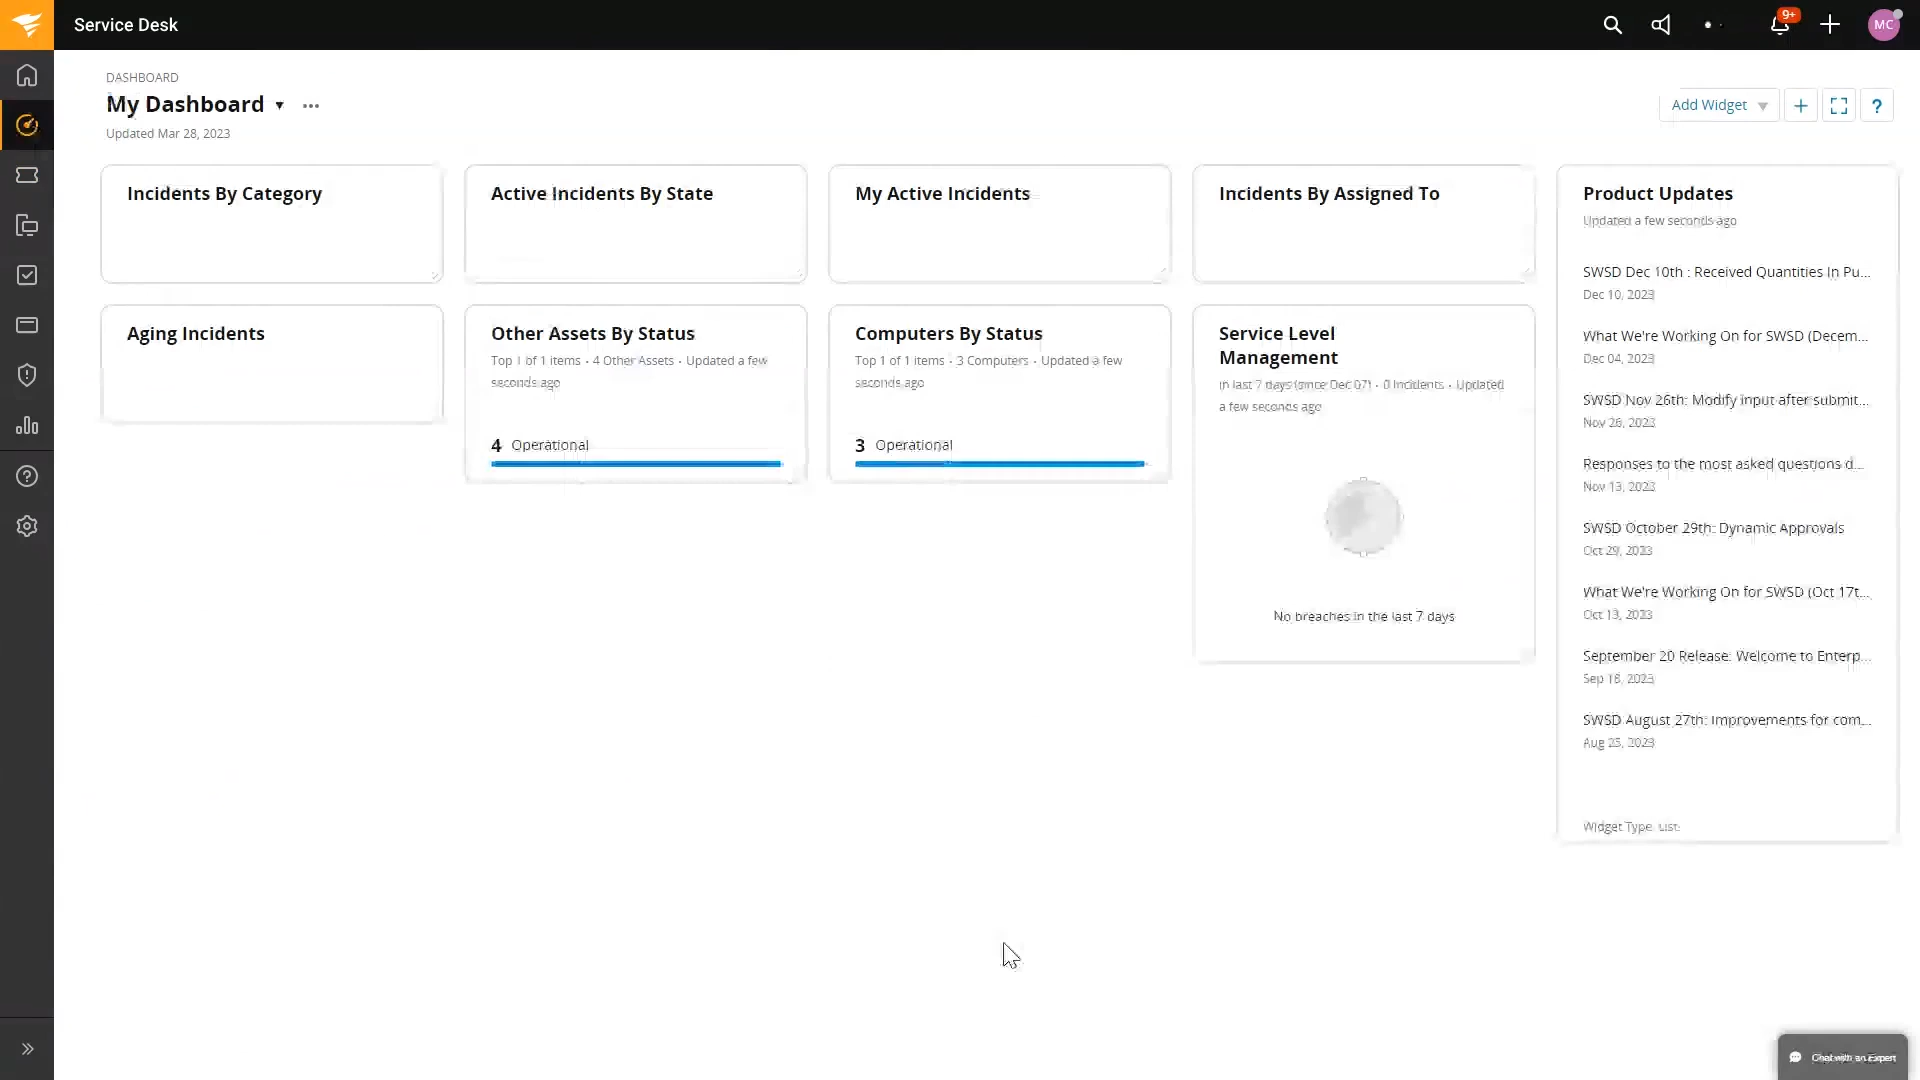 Service Desk
9+
MC
DASHBOARD
My Dashboard
Updated Mar 28, 2023
Add Widget
?
Incidents By Category
Active Incidents By State
My Active Incidents
Incidents By Assigned To
Product Updates
Updated a few seconds ago
SWSD Dec 10th : Received Quantities In Pu...
Dec 10, 2023
What We're Working On for SWSD (Decem...
Dec 04, 2023
SWSD Nov 26th: Modify input after submit...
Nov 26, 2023
Responses to the most asked questions d...
Nov 13, 2023
SWSD October 29th: Dynamic Approvals
Oct 29, 2023
What We're Working On for SWSD (Oct 17t...
Oct 13, 2023
September 20 Release: Welcome to Enterp...
Sep 18, 2023
SWSD August 27th: Improvements for com...
Aug 25, 2023
Widget Type: List
Aging Incidents
Other Assets By Status
Top 1 of 1 items • 4 Other Assets • Updated a few
seconds ago
4 Operational
Computers By Status
Top 1 of 1 items • 3 Computers • Updated a few
seconds ago
3 Operational
Service Level
Management
in last 7 days (since Dec 07) • 0 Incidents • Updated
a few seconds ago
No breaches in the last 7 days
Chat with an Expert